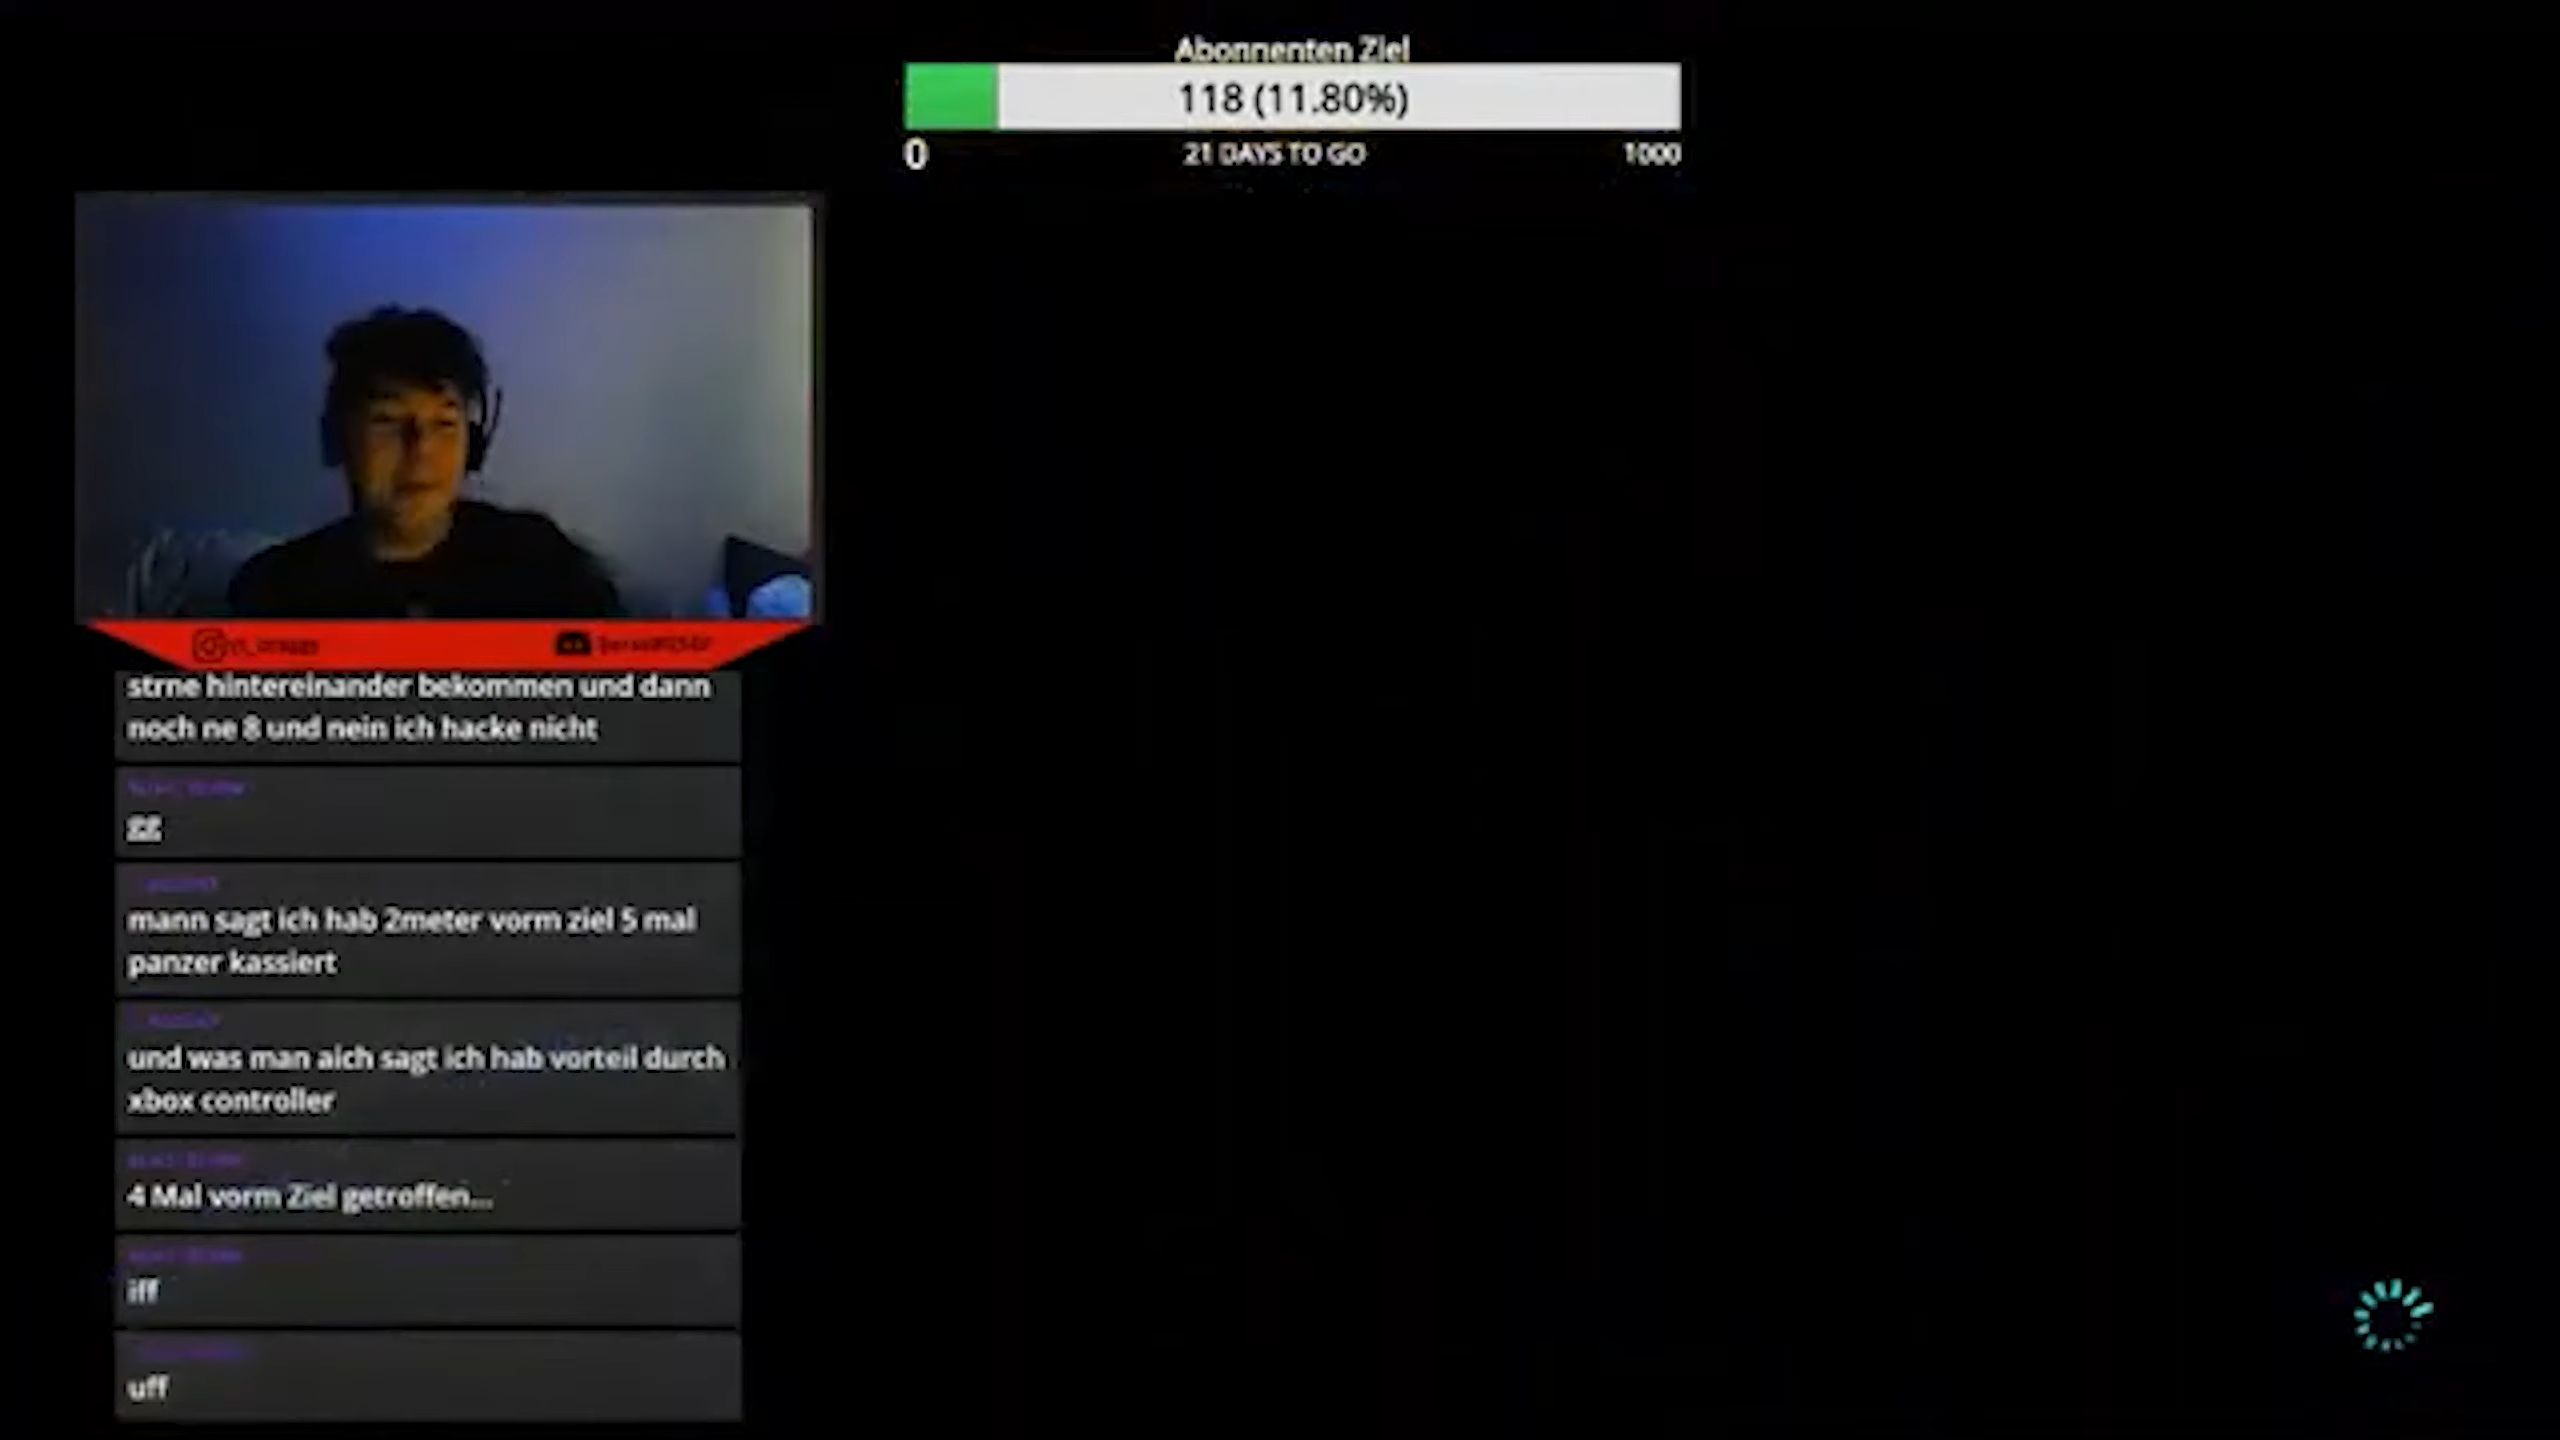 Abonnenten Ziel
118 (11.80%)
0 21 DAYS TO GO 1000
strne hintereinander bekommen und dann
noch ne 8 und nein ich hacke nicht
gg
mann sagt ich hab 2meter vorm ziel 5 mal
panzer kassiert
und was man aich sagt ich hab vorteil durch
xbox controller
4 Mal vorm Ziel getroffen...
iff
uff